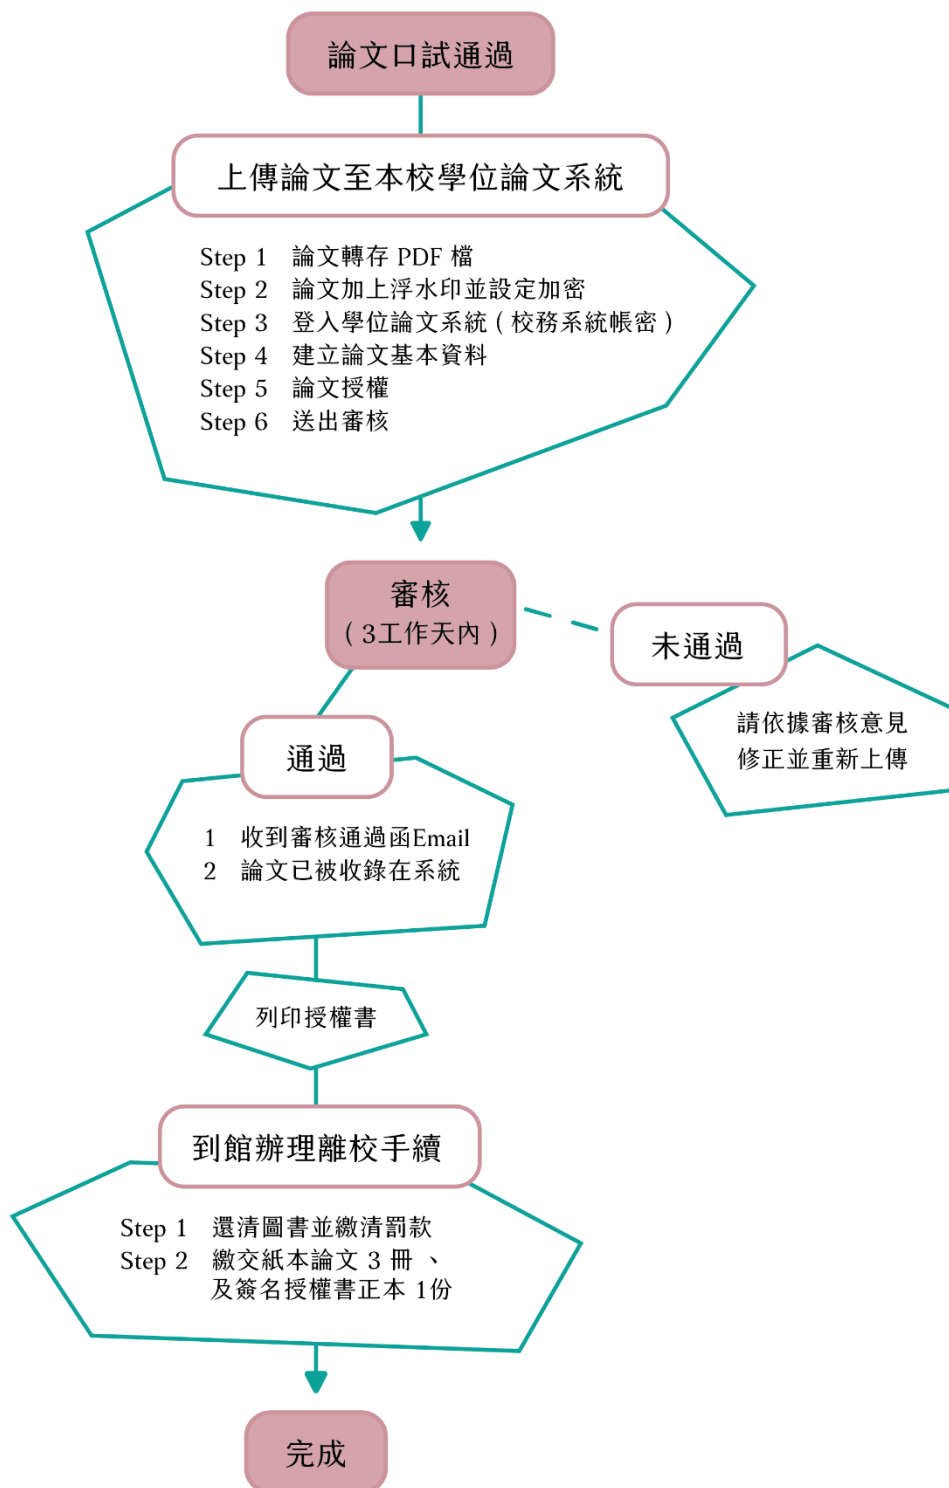 論文口試通過
上傳論文至本校學位論文系統
Step 1 論文轉存 PDF 檔
Step 2 論文加上浮水印並設定加密
Step 3 登入學位論文系統（校務系統帳密）
Step 4 建立論文基本資料
Step 5 論文授權
Step 6 送出審核
審核
（3工作天內）
未通過
請依據審核意見
修正並重新上傳
通過
1 收到審核通過函Email
2 論文已被收錄在系統
列印授權書
到館辦理離校手續
Step 1 還清圖書並繳清罰款
Step 2 繳交紙本論文 3 冊 、
及簽名授權書正本 1份
完成